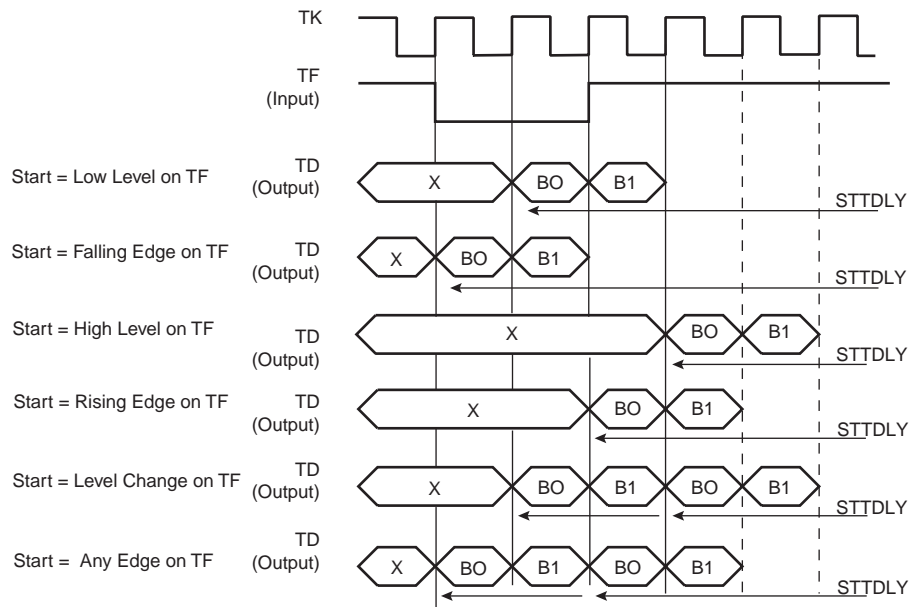 TK
TF
(Input)
Start = Low Level on TF
TD
(Output)
X
BO
B1
STTDLY
Start = Falling Edge on TF
TD
(Output)
X
BO
B1
STTDLY
Start = High Level on TF
TD
(Output)
X
BO
B1
STTDLY
Start = Rising Edge on TF
TD
(Output)
X
BO
B1
STTDLY
Start = Level Change on TF
TD
(Output)
X
BO
B1
BO
B1
STTDLY
Start = Any Edge on TF
TD
(Output)
X
BO
B1
BO
B1
STTDLY